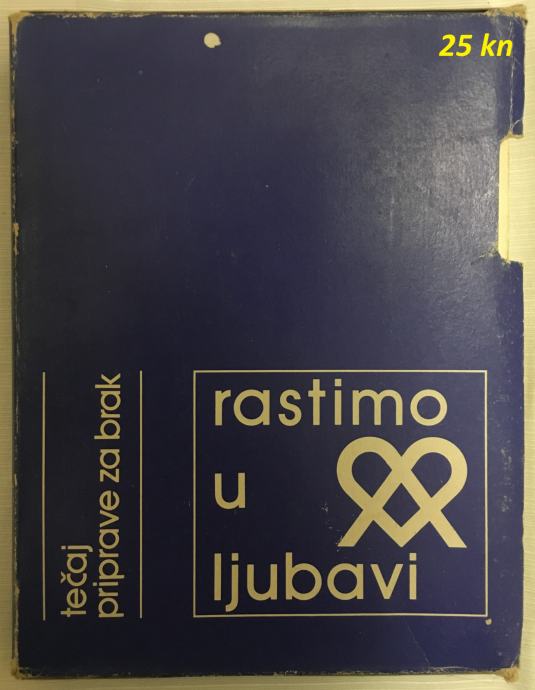 25 kn
rastimo
u
ljubavi
tečaj
priprave za brak